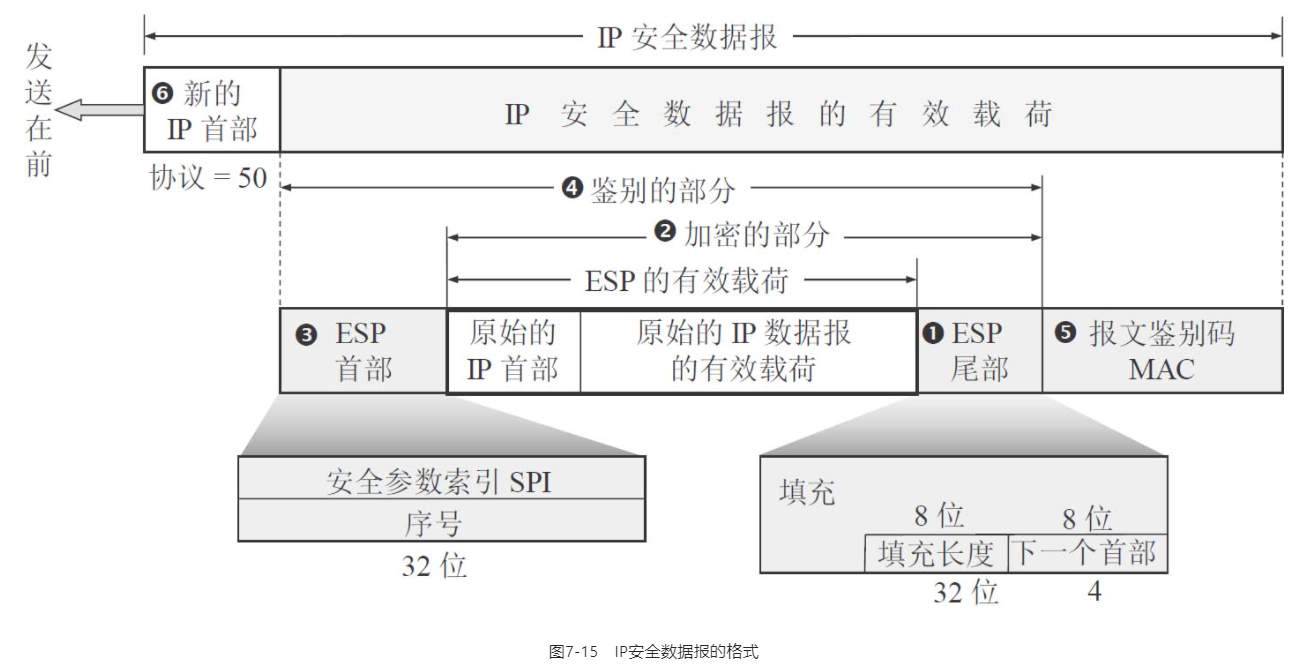 IP 安全数据报
发送在前
❻ 新的
IP 首部
IP 安全数据报的有效载荷
协议 = 50
❹ 鉴别的部分
❷ 加密的部分
ESP 的有效载荷
❸ ESP
首部
原始的
IP 首部
原始的 IP 数据报
的有效载荷
❶ ESP
尾部
❺ 报文鉴别码
MAC
安全参数索引 SPI
序号
32 位
填充
8 位
8 位
填充长度
下一个首部
32 位
4
图7-15 IP安全数据报的格式